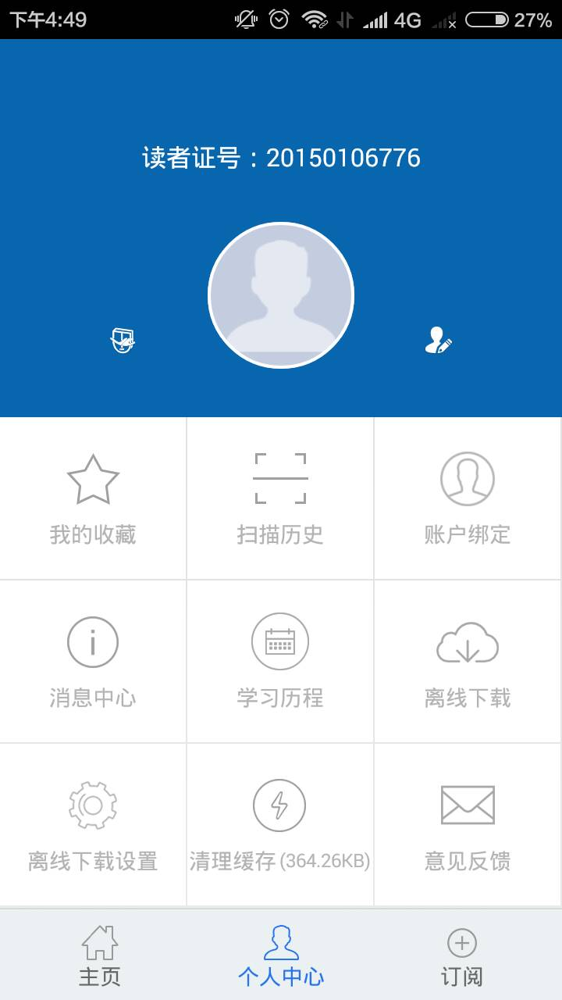 下午4:49 4G 27%
读者证号：20150106776
我的收藏 扫描历史 账户绑定
消息中心 学习历程 离线下载
离线下载设置 清理缓存(364.26KB) 意见反馈
主页 个人中心 订阅